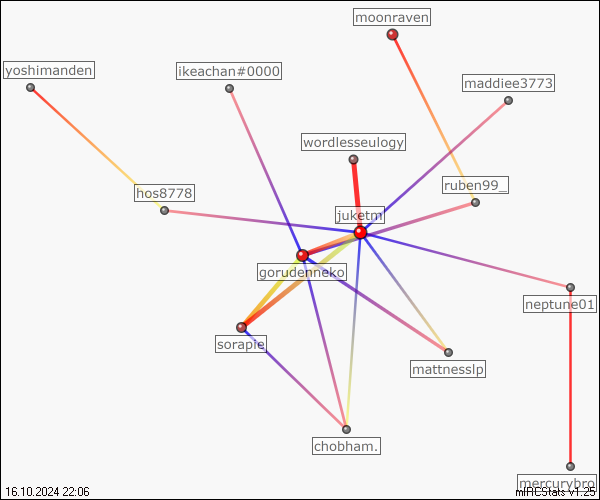 moonraven
yoshimanden
ikeachan#0000
maddiee3773
wordlesseulogy
hos8778
ruben99_
juketm
gorudenneko
neptune01
sorapie
mattnesslp
chobham.
mercurybro
16.10.2024 22:06
mIRCStats v1.25